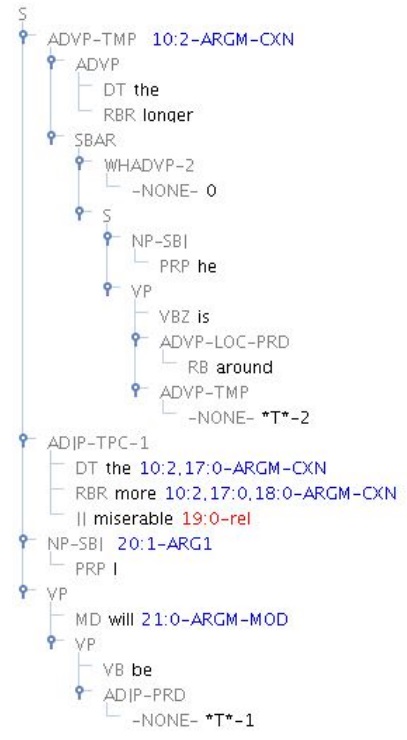 S
ADVP-TMP 10:2-ARGM-CXN
ADVP
DT the
RBR longer
SBAR
WHADVP-2
-NONE- 0
S
NP-SBJ
PRP he
VP
VBZ is
ADVP-LOC-PRD
RB around
ADVP-TMP
-NONE- *T*-2
ADJP-TPC-1
DT the 10:2,17:0-ARGM-CXN
RBR more 10:2,17:0,18:0-ARGM-CXN
JJ miserable 19:0-rel
NP-SBJ 20:1-ARG1
PRP I
VP
MD will 21:0-ARGM-MOD
VP
VB be
ADJP-PRD
-NONE- *T*-1